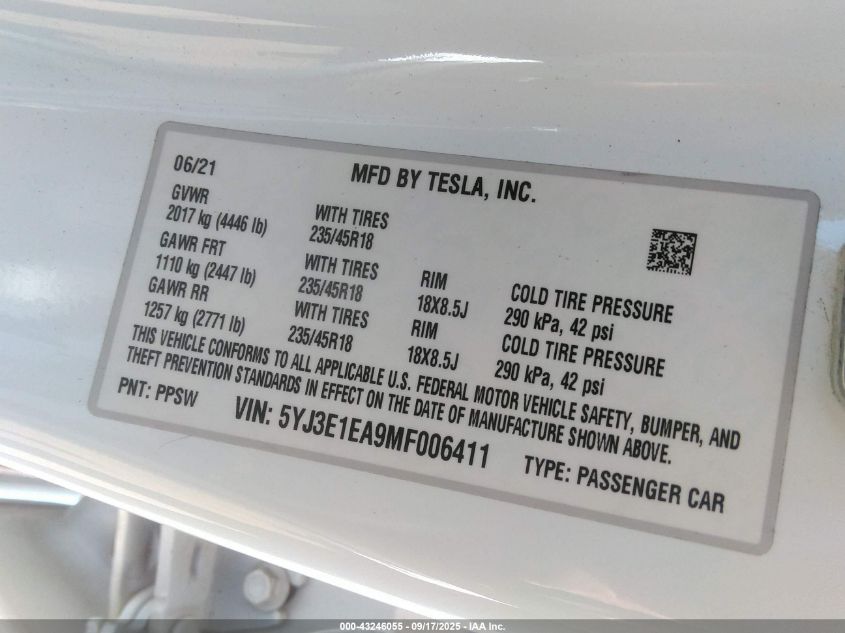 06/21
MFD BY TESLA, INC.
GVWR
2017 kg (4446 lb)
WITH TIRES
235/45R18
GAWR FRT
1110 kg (2447 lb)
WITH TIRES
235/45R18
RIM
18X8.5J
COLD TIRE PRESSURE
290 kPa, 42 psi
GAWR RR
1257 kg (2771 lb)
WITH TIRES
235/45R18
RIM
18X8.5J
COLD TIRE PRESSURE
290 kPa, 42 psi
THIS VEHICLE CONFORMS TO ALL APPLICABLE U.S. FEDERAL MOTOR VEHICLE SAFETY, BUMPER, AND
THEFT PREVENTION STANDARDS IN EFFECT ON THE DATE OF MANUFACTURE SHOWN ABOVE.
PNT: PPSW
VIN: 5YJ3E1EA9MF006411
TYPE: PASSENGER CAR
000-43246055 - 09/17/2025 - IAA Inc.